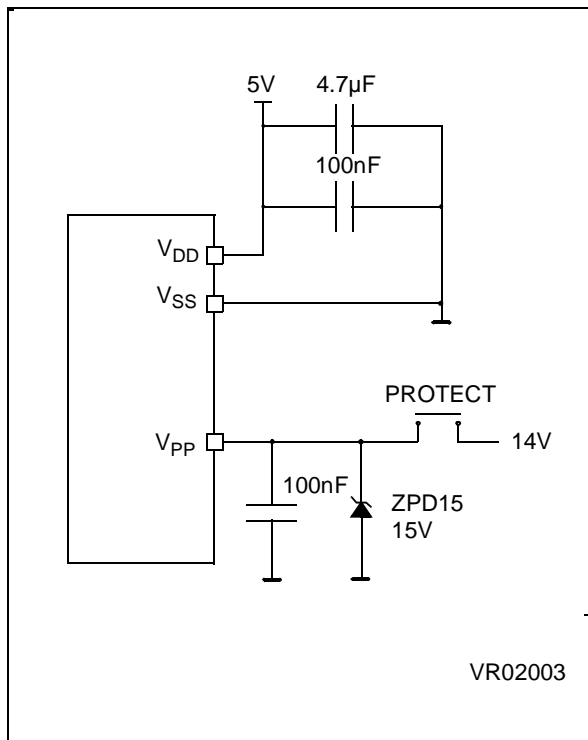 5V
4.7µF
100nF
VDD
VSS
PROTECT
VPP
14V
100nF
ZPD15
15V
VR02003